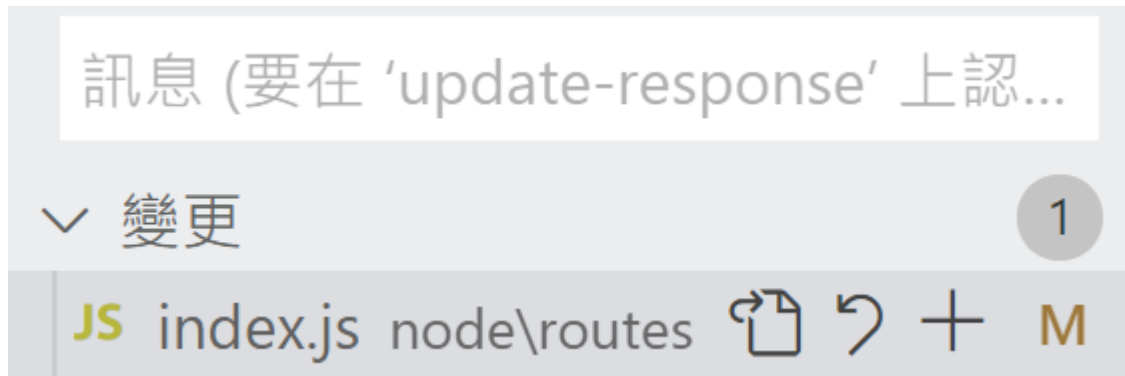 訊息 (要在 ‘update-response’ 上認...
變更 1
JS index.js node\routes M